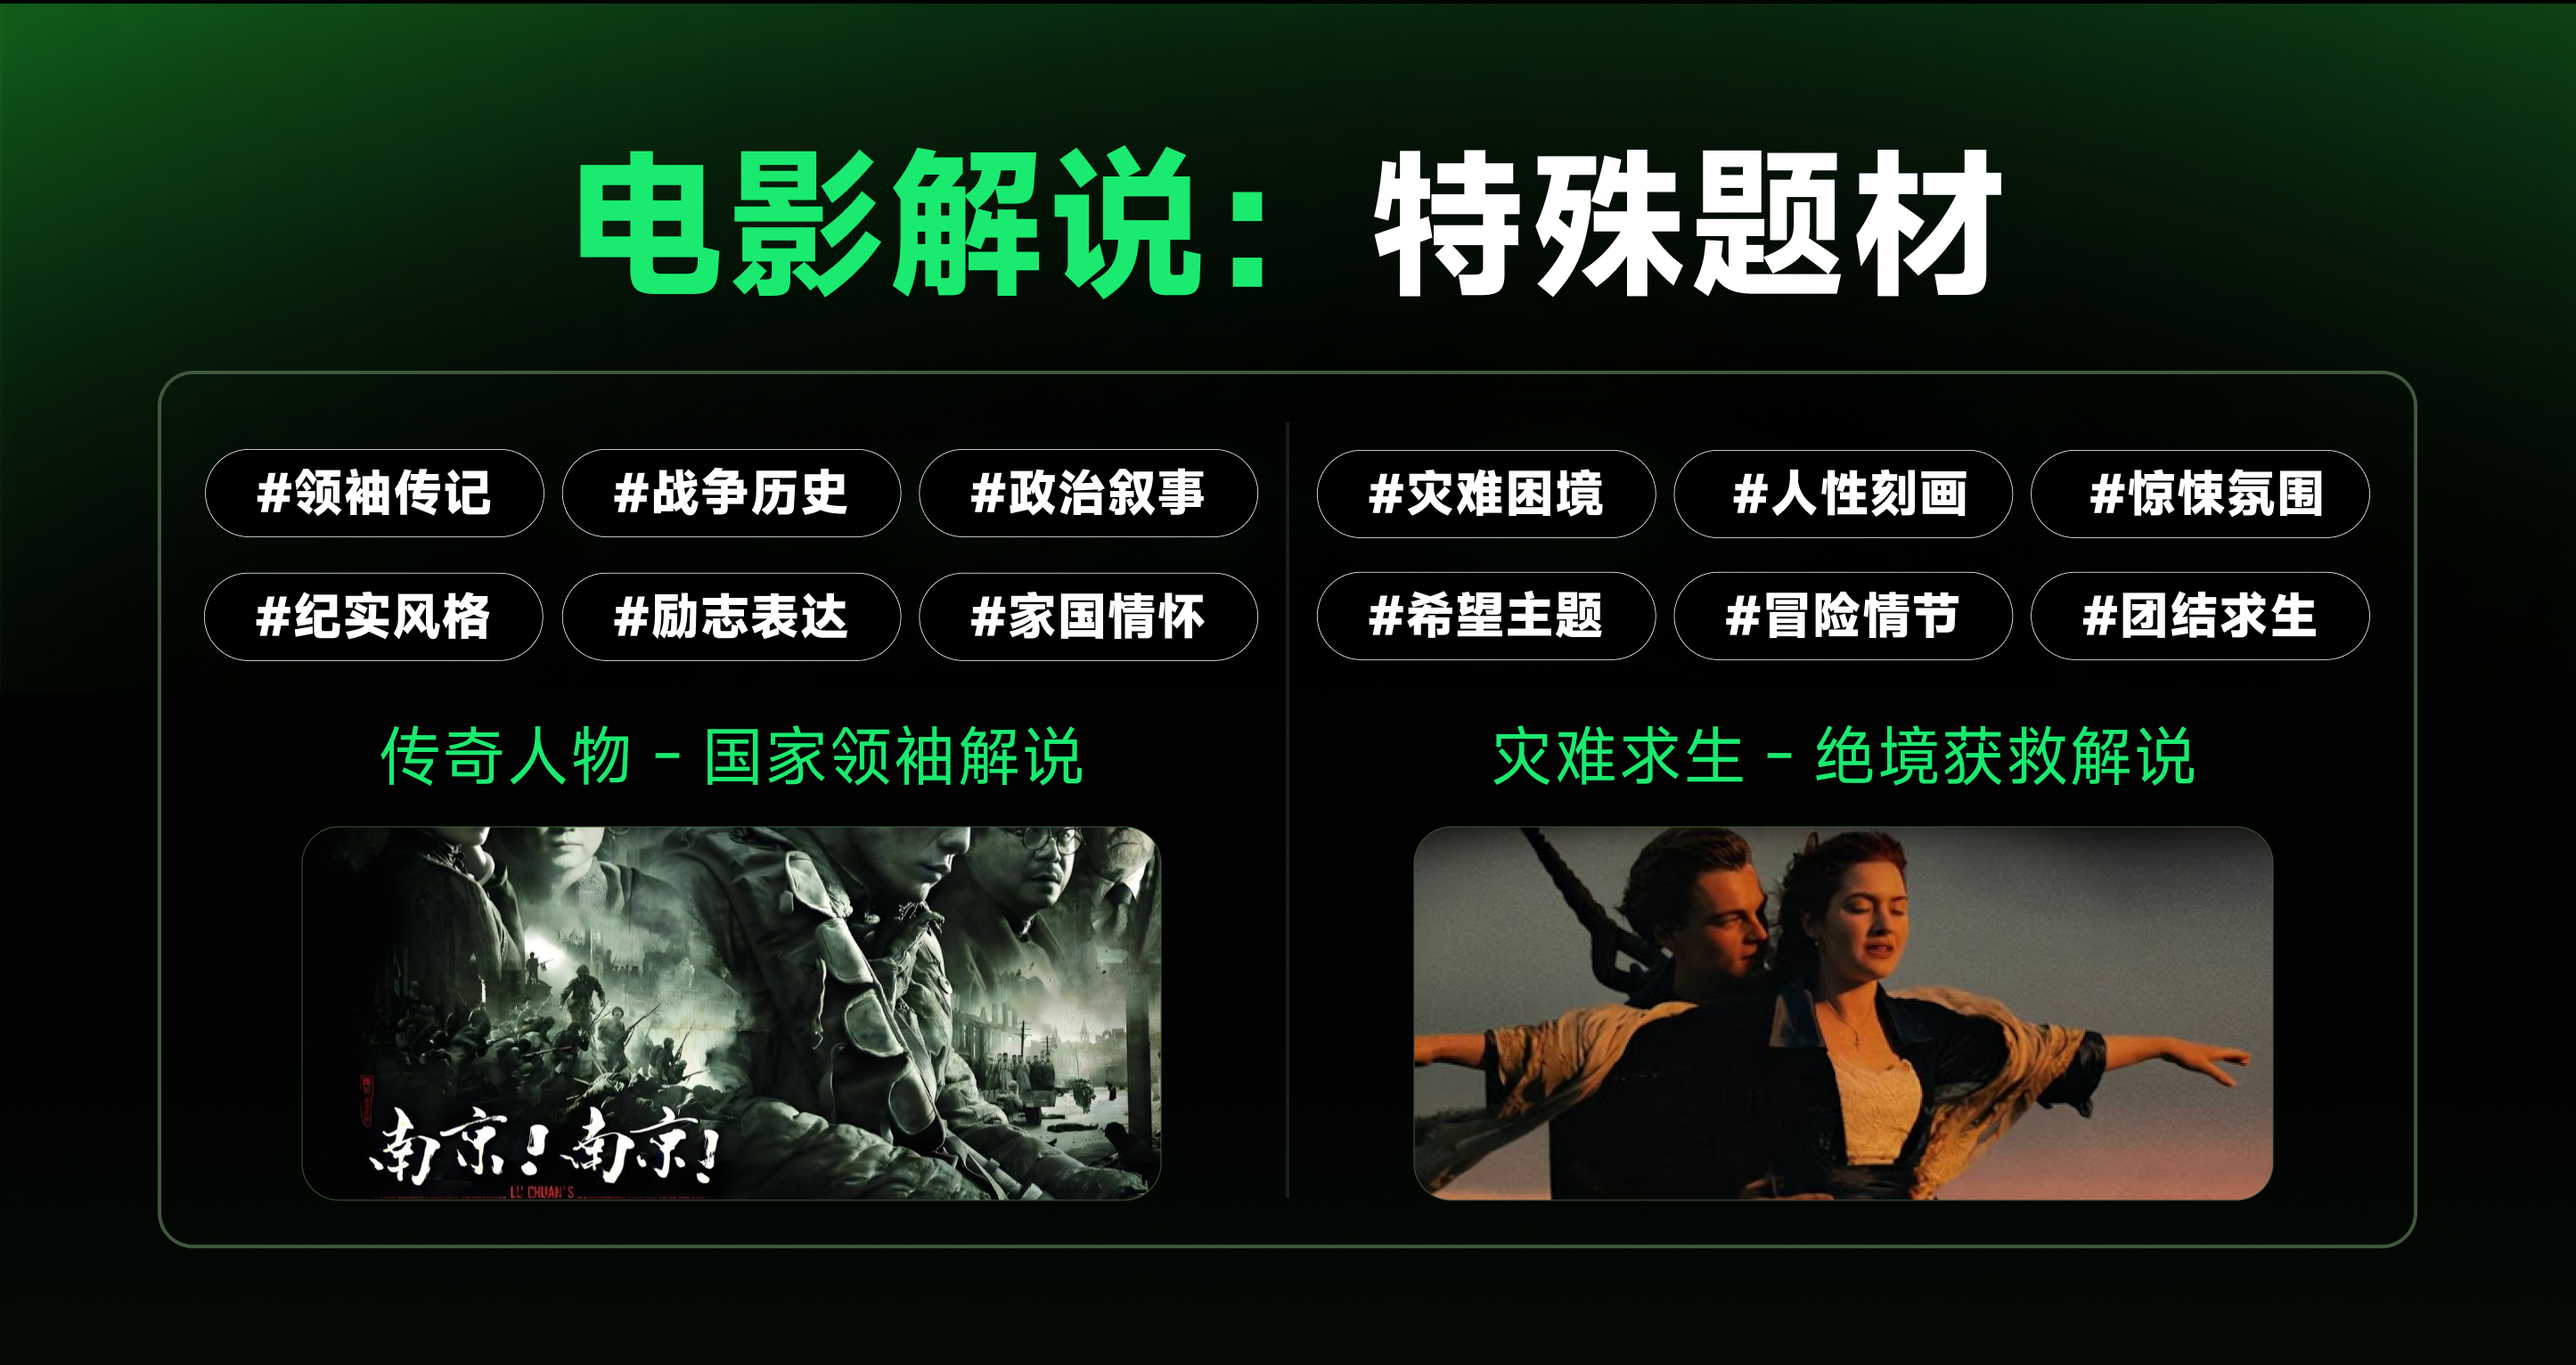 电影解说：特殊题材
#领袖传记 #战争历史 #政治叙事
#纪实风格 #励志表达 #家国情怀
传奇人物 - 国家领袖解说
南京!南京!
LU CHUAN'S
#灾难困境 #人性刻画 #惊悚氛围
#希望主题 #冒险情节 #团结求生
灾难求生 - 绝境获救解说